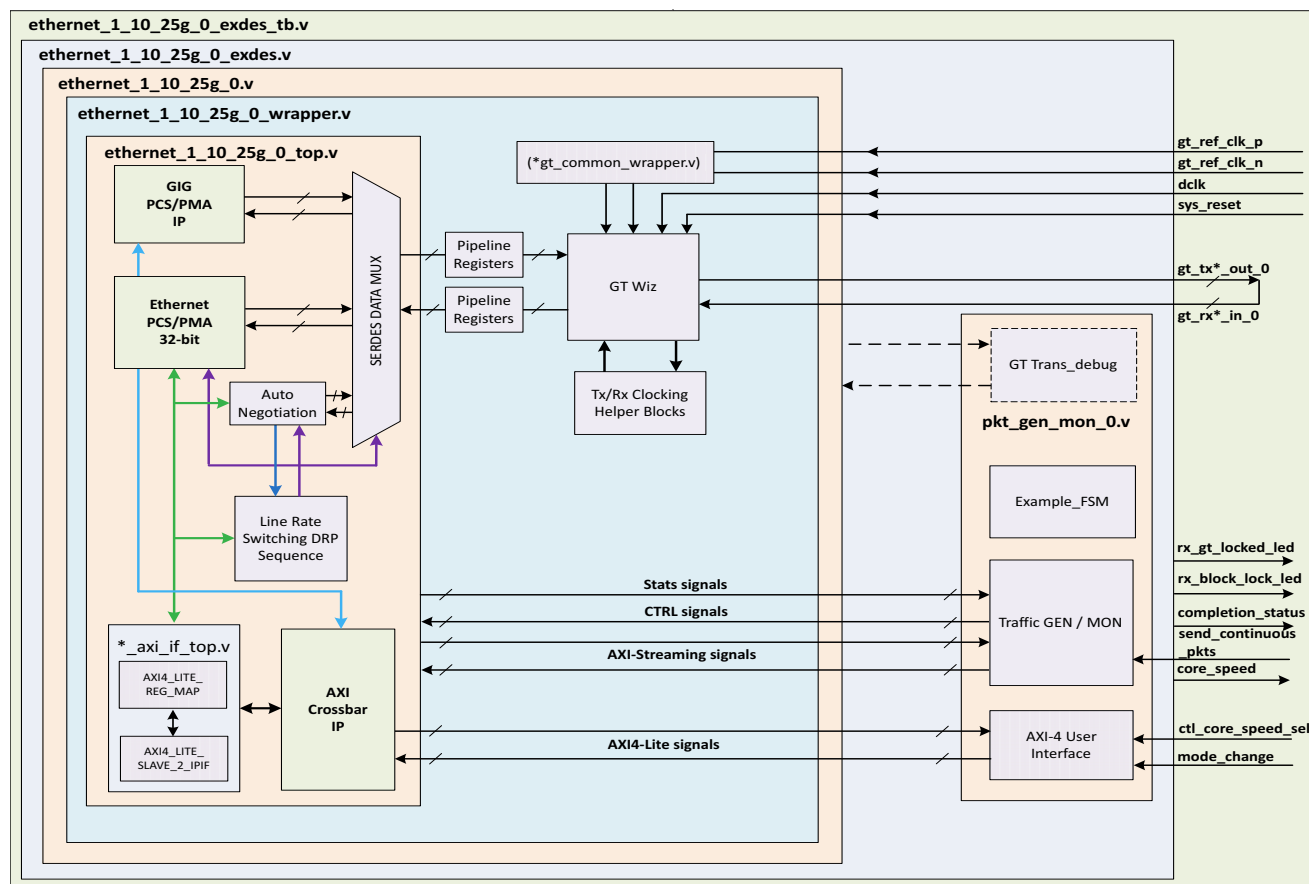 ethernet_1_10_25g_0_exdes_tb.v
ethernet_1_10_25g_0_exdes.v
ethernet_1_10_25g_0.v
ethernet_1_10_25g_0_wrapper.v
ethernet_1_10_25g_0_top.v
GIG
PCS/PMA
IP
Ethernet
PCS/PMA
32-bit
SERDES DATA MUX
Auto
Negotiation
Line Rate
Switching DRP
Sequence
*_axi_if_top.v
AXI4_LITE_
REG_MAP
AXI4_LITE_
SLAVE_2_IPIF
AXI
Crossbar
IP
Pipeline
Registers
Pipeline
Registers
(*gt_common_wrapper.v)
GT Wiz
Tx/Rx Clocking
Helper Blocks
Stats signals
CTRL signals
AXI-Streaming signals
AXI4-Lite signals
GT Trans_debug
pkt_gen_mon_0.v
Example_FSM
Traffic GEN / MON
AXI-4 User
Interface
gt_ref_clk_p
gt_ref_clk_n
dclk
sys_reset
gt_tx*_out_0
gt_rx*_in_0
rx_gt_locked_led
rx_block_lock_led
completion_status
send_continuous
_pkts
core_speed
ctl_core_speed_sel
mode_change